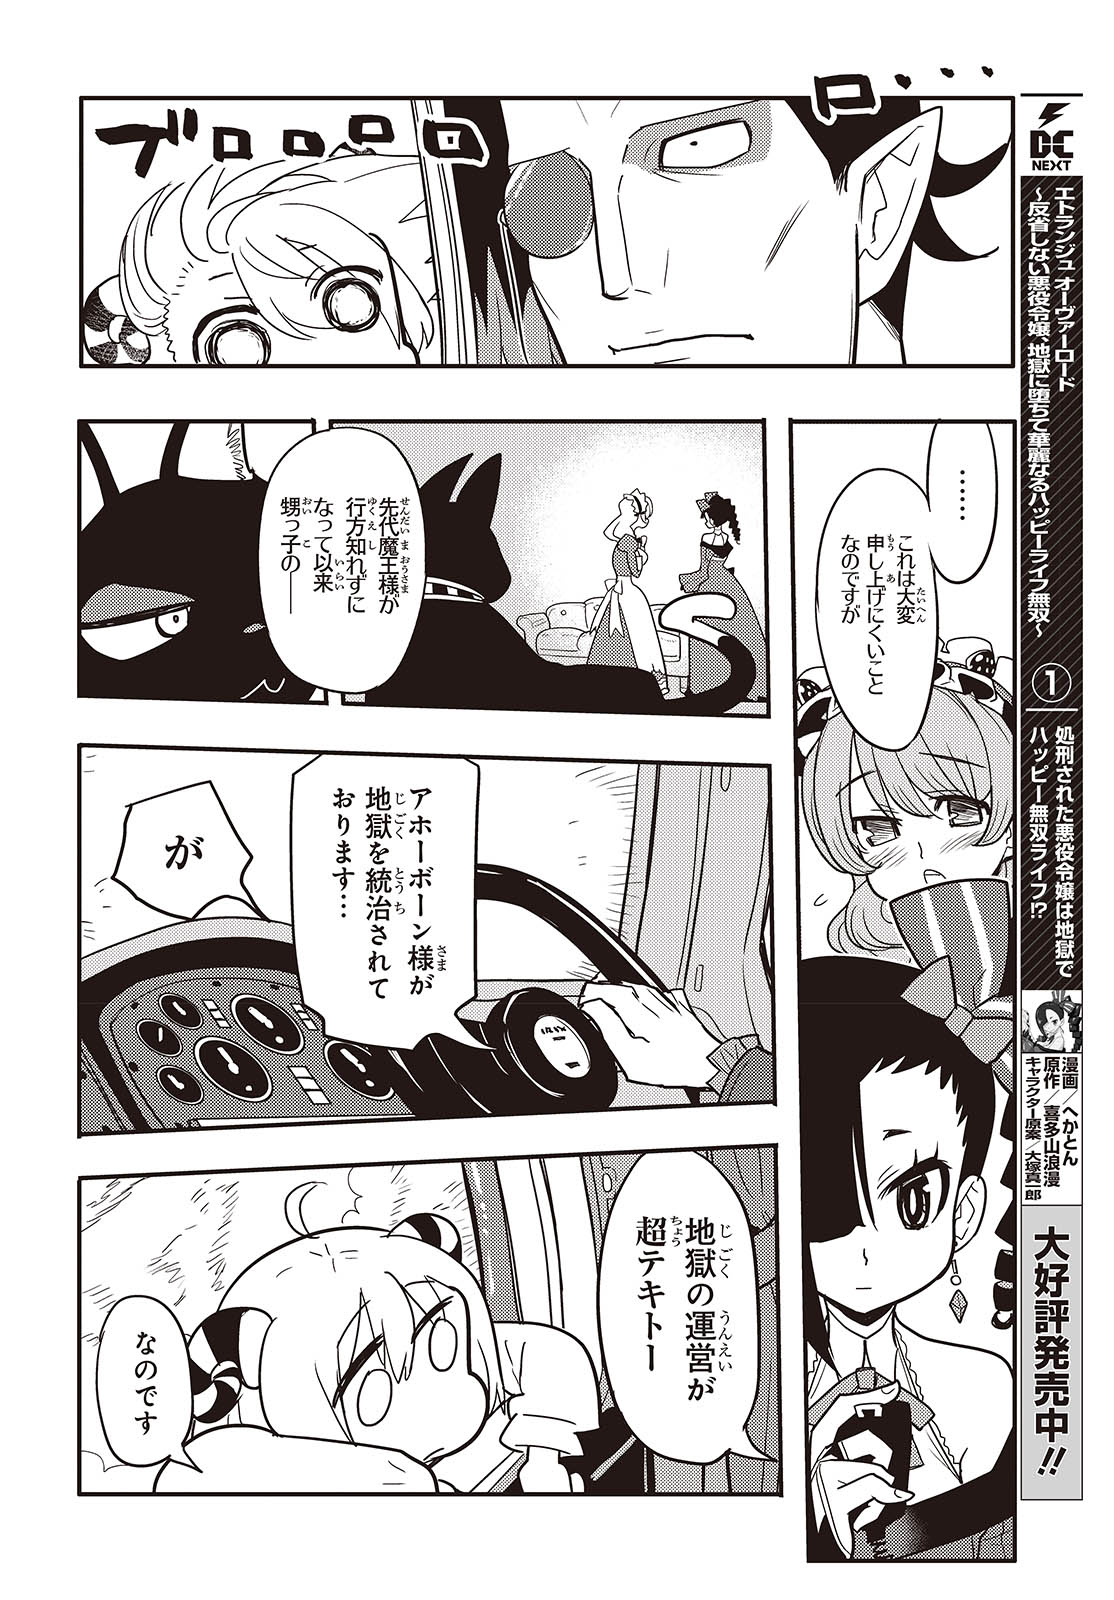 ブロロロロロ・・・
……
これは大変
申し上げにくいこと
なのですが
先代魔王様が
行方知れずに
なって以来
甥っ子の──
アホーボーン様が
地獄を統治されて
おります…
が
地獄の運営が
超テキトー
なのです
DC
NEXT
エトランジュ オーヴァーロード
～反省しない悪役令嬢、地獄に堕ちて華麗なるハッピーライフ無双～
①
処刑された悪役令嬢は地獄で
ハッピー無双ライフ!?
漫画／へかとん
原作／喜多山浪漫
キャラクター原案／大塚真一郎
大好評発売中!!